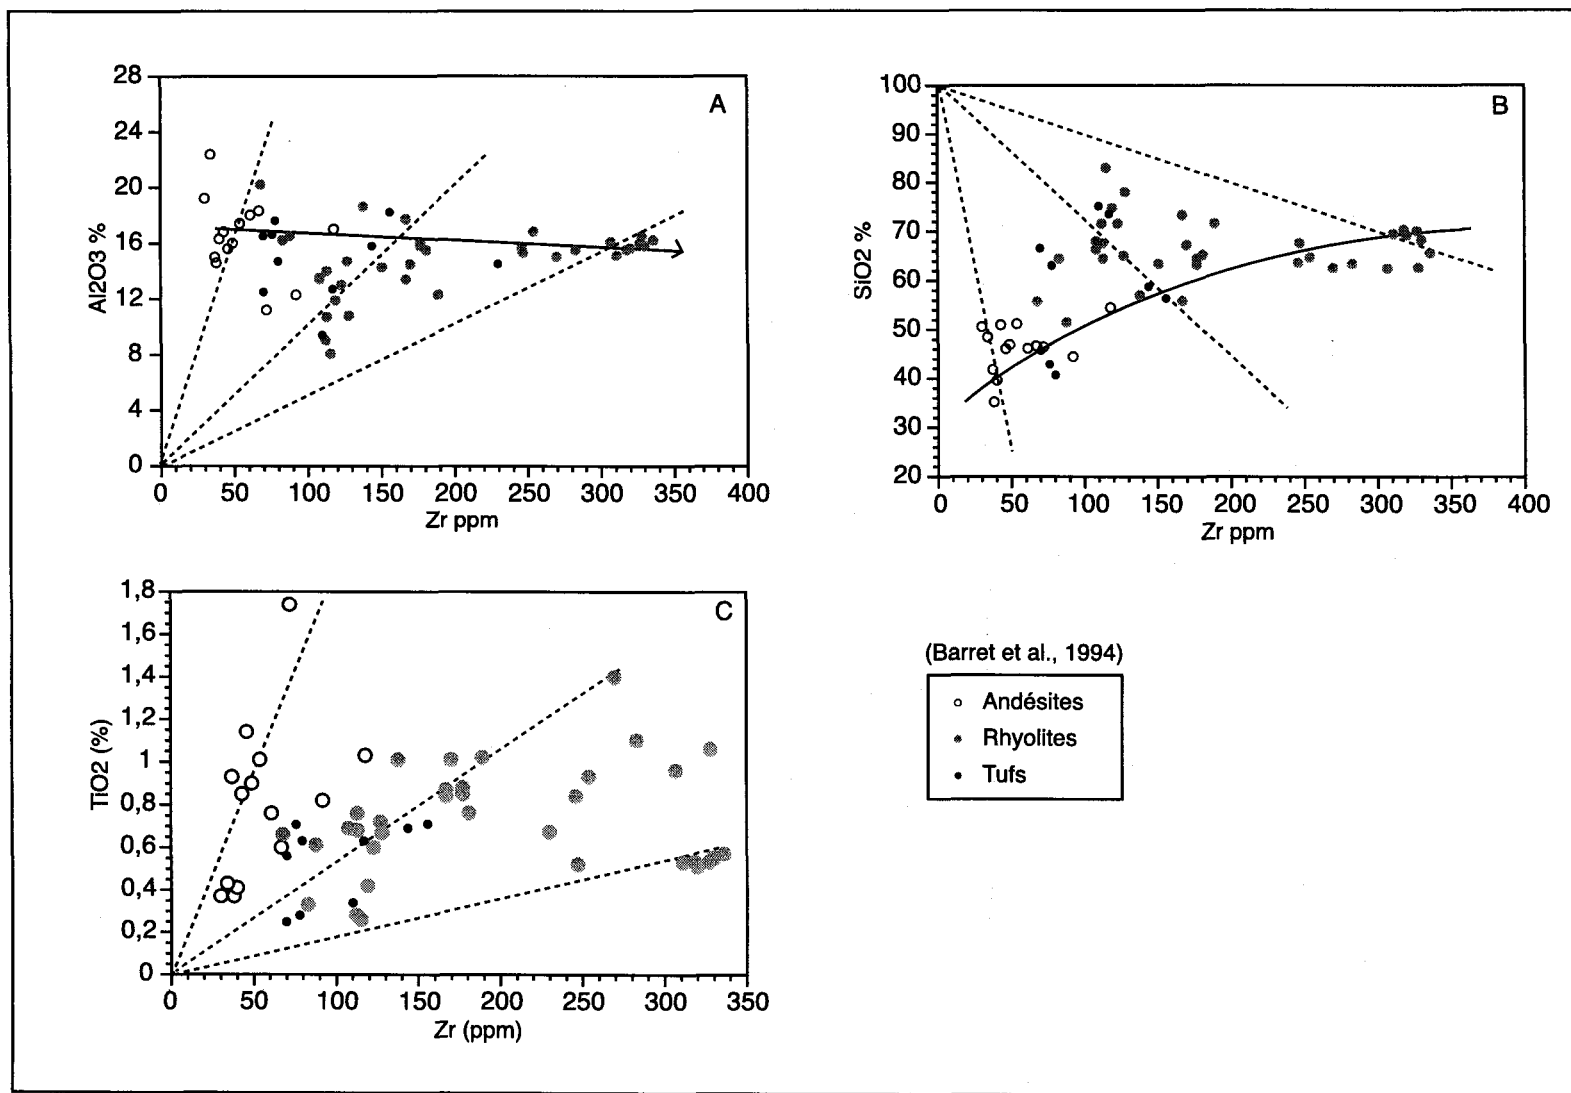 A
Al2O3 %
28
24
20
16
12
8
4
0
0 50 100 150 200 250 300 350 400
Zr ppm
B
SiO2 %
100
90
80
70
60
50
40
30
20
0 50 100 150 200 250 300 350 400
Zr ppm
C
TiO2 (%)
1,8
1,6
1,4
1,2
1
0,8
0,6
0,4
0,2
0
0 50 100 150 200 250 300 350
Zr (ppm)
(Barret et al., 1994)
Andésites
Rhyolites
Tufs